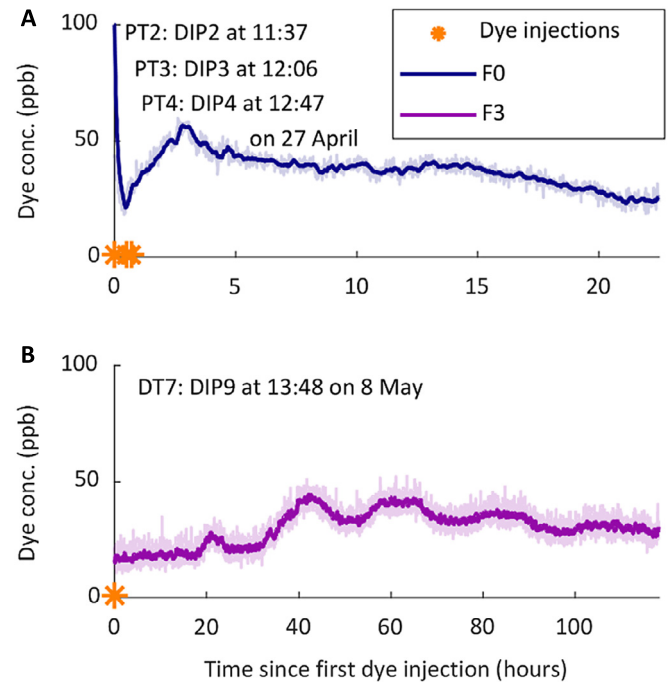 A
100
50
0
Dye conc. (ppb)
PT2: DIP2 at 11:37
PT3: DIP3 at 12:06
PT4: DIP4 at 12:47
on 27 April
Dye injections
F0
F3
0 5 10 15 20
B
100
50
0
Dye conc. (ppb)
DT7: DIP9 at 13:48 on 8 May
0 20 40 60 80 100
Time since first dye injection (hours)